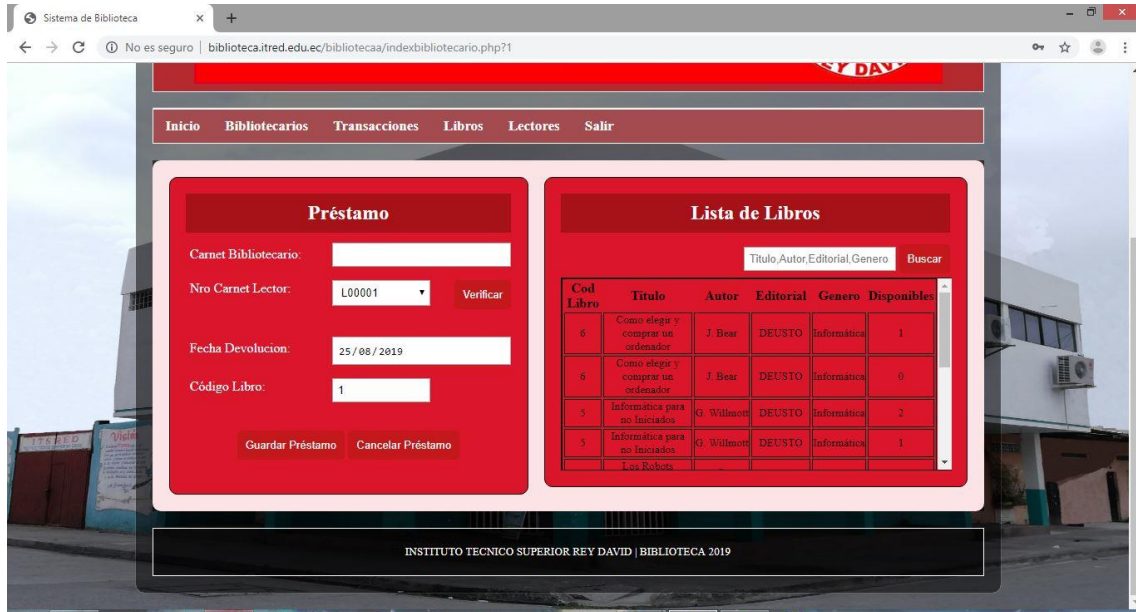 Sistema de Biblioteca
No es seguro | biblioteca.itred.edu.ec/bibliotecaa/indexbibliotecario.php?1
REY DAVID
Inicio Bibliotecarios Transacciones Libros Lectores Salir
Préstamo
Carnet Bibliotecario:
Nro Carnet Lector: L00001 Verificar
Fecha Devolucion: 25/08/2019
Código Libro: 1
Guardar Préstamo Cancelar Préstamo
Lista de Libros
Titulo,Autor,Editorial,Genero Buscar
Cod Libro Titulo Autor Editorial Genero Disponibles
6 Como elegir y comprar un ordenador J. Bear DEUSTO Informática 1
6 Como elegir y comprar un ordenador J. Bear DEUSTO Informática 0
5 Informática para no Iniciados G. Willmott DEUSTO Informática 2
5 Informática para no Iniciados G. Willmott DEUSTO Informática 1
Los Robots
INSTITUTO TECNICO SUPERIOR REY DAVID | BIBLIOTECA 2019